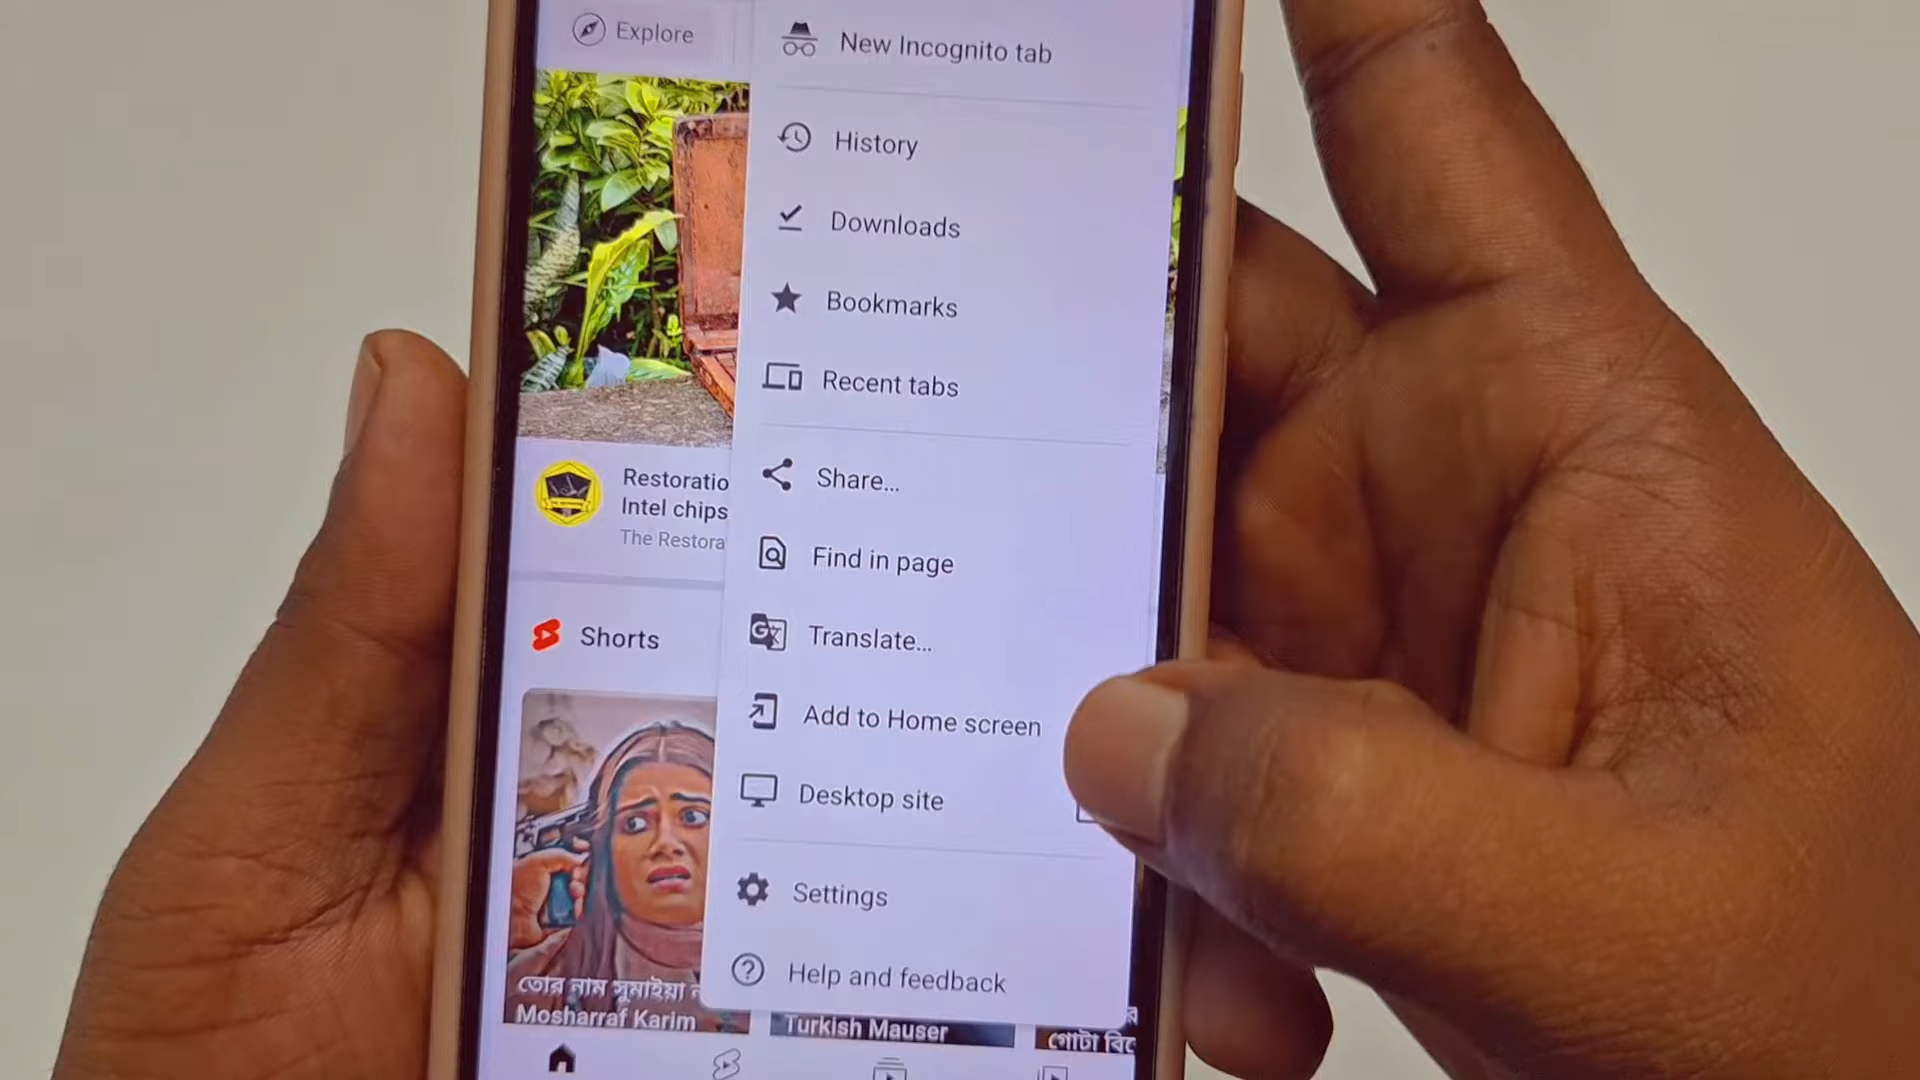 Explore
New Incognito tab
History
Downloads
Bookmarks
Recent tabs
Share...
Find in page
Translate...
Add to Home screen
Desktop site
Settings
Help and feedback
Restoratio
Intel chips
The Restora
Shorts
তোর নাম সুমাইয়া
Mosharraf Karim
Turkish Mauser
গোটা